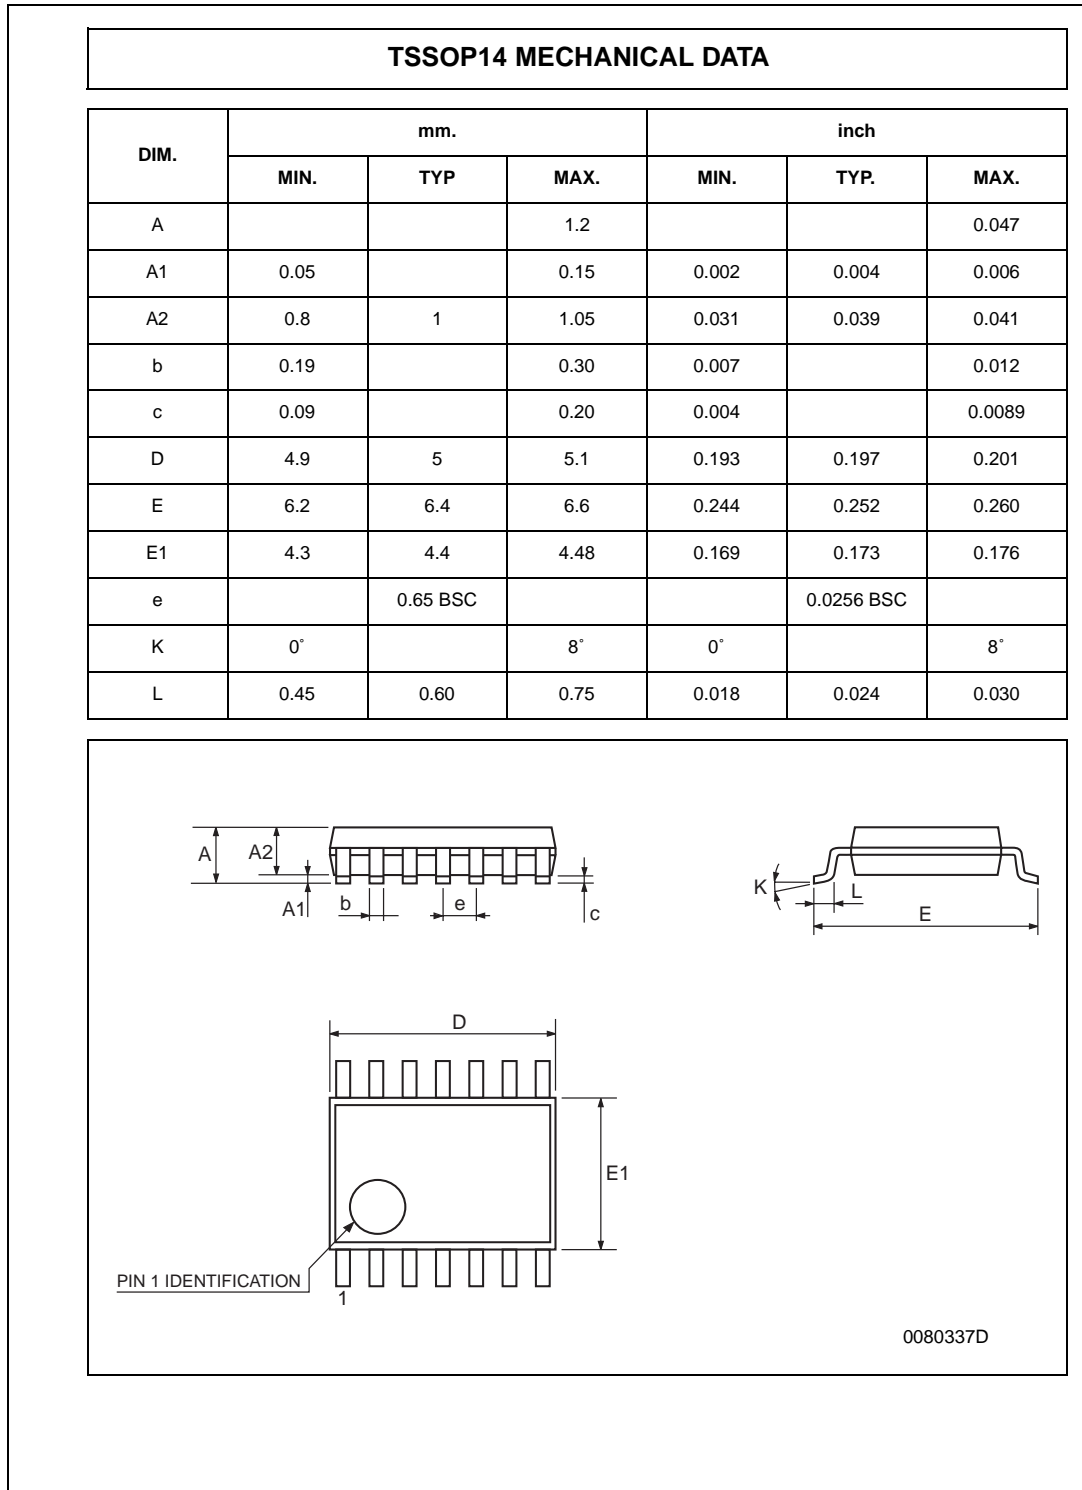 TSSOP14 MECHANICAL DATA
DIM. mm. inch
MIN. TYP MAX. MIN. TYP. MAX.
A 1.2 0.047
A1 0.05 0.15 0.002 0.004 0.006
A2 0.8 1 1.05 0.031 0.039 0.041
b 0.19 0.30 0.007 0.012
c 0.09 0.20 0.004 0.0089
D 4.9 5 5.1 0.193 0.197 0.201
E 6.2 6.4 6.6 0.244 0.252 0.260
E1 4.3 4.4 4.48 0.169 0.173 0.176
e 0.65 BSC 0.0256 BSC
K 0° 8° 0° 8°
L 0.45 0.60 0.75 0.018 0.024 0.030
A A2
A1 b e c
K L
E
D
E1
PIN 1 IDENTIFICATION
1
0080337D